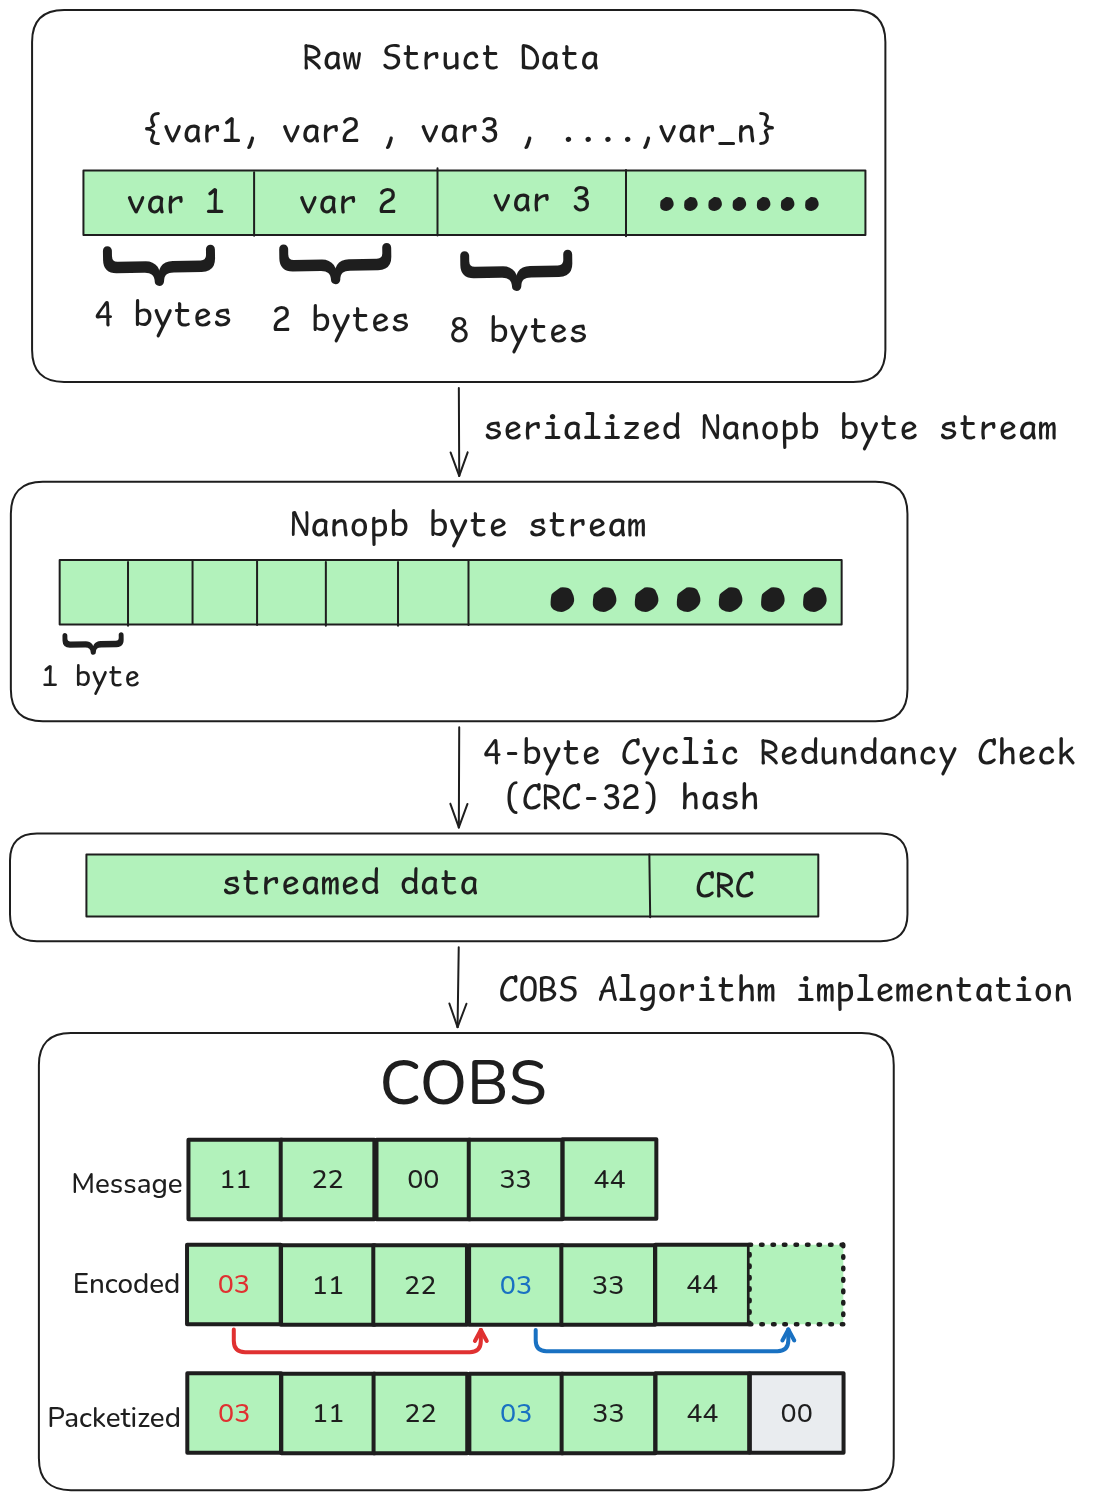 Raw Struct Data
{var1, var2 , var3 , ....,var_n}
var 1 var 2 var 3 •••••••
4 bytes 2 bytes 8 bytes
serialized Nanopb byte stream
Nanopb byte stream
•••••••
1 byte
4-byte Cyclic Redundancy Check
(CRC-32) hash
streamed data CRC
COBS Algorithm implementation
COBS
Message 11 22 00 33 44
Encoded 03 11 22 03 33 44
Packetized 03 11 22 03 33 44 00